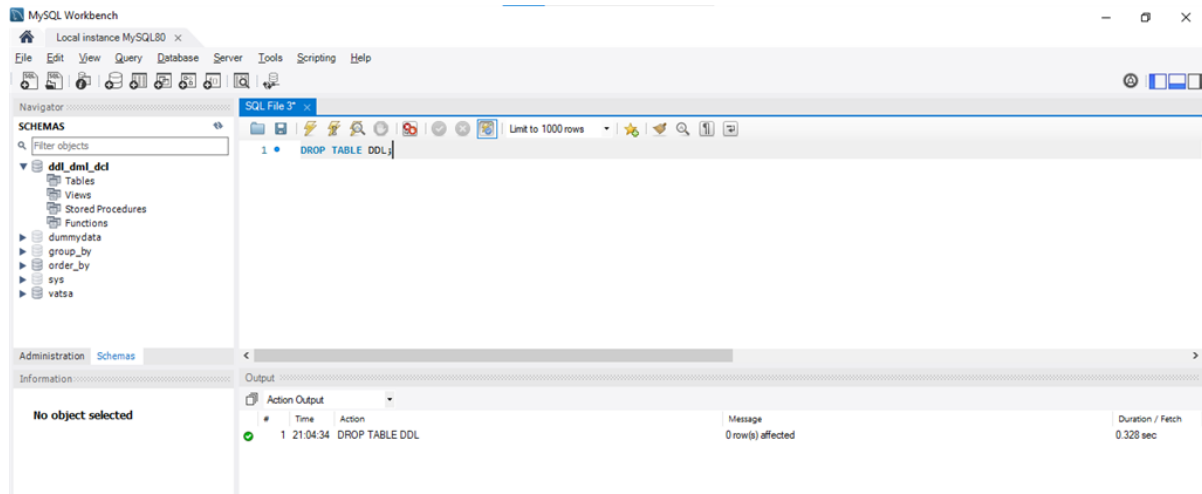 MySQL Workbench
Local instance MySQL80 ×
File Edit View Query Database Server Tools Scripting Help
Navigator
SCHEMAS
Filter objects
ddl_dml_dcl
Tables
Views
Stored Procedures
Functions
dummydata
group_by
order_by
sys
vatsa
Administration Schemas
Information
No object selected
SQL File 3* ×
Limit to 1000 rows
1 DROP TABLE DDL;
Output
Action Output
# Time Action Message Duration / Fetch
1 21:04:34 DROP TABLE DDL 0 row(s) affected 0.328 sec